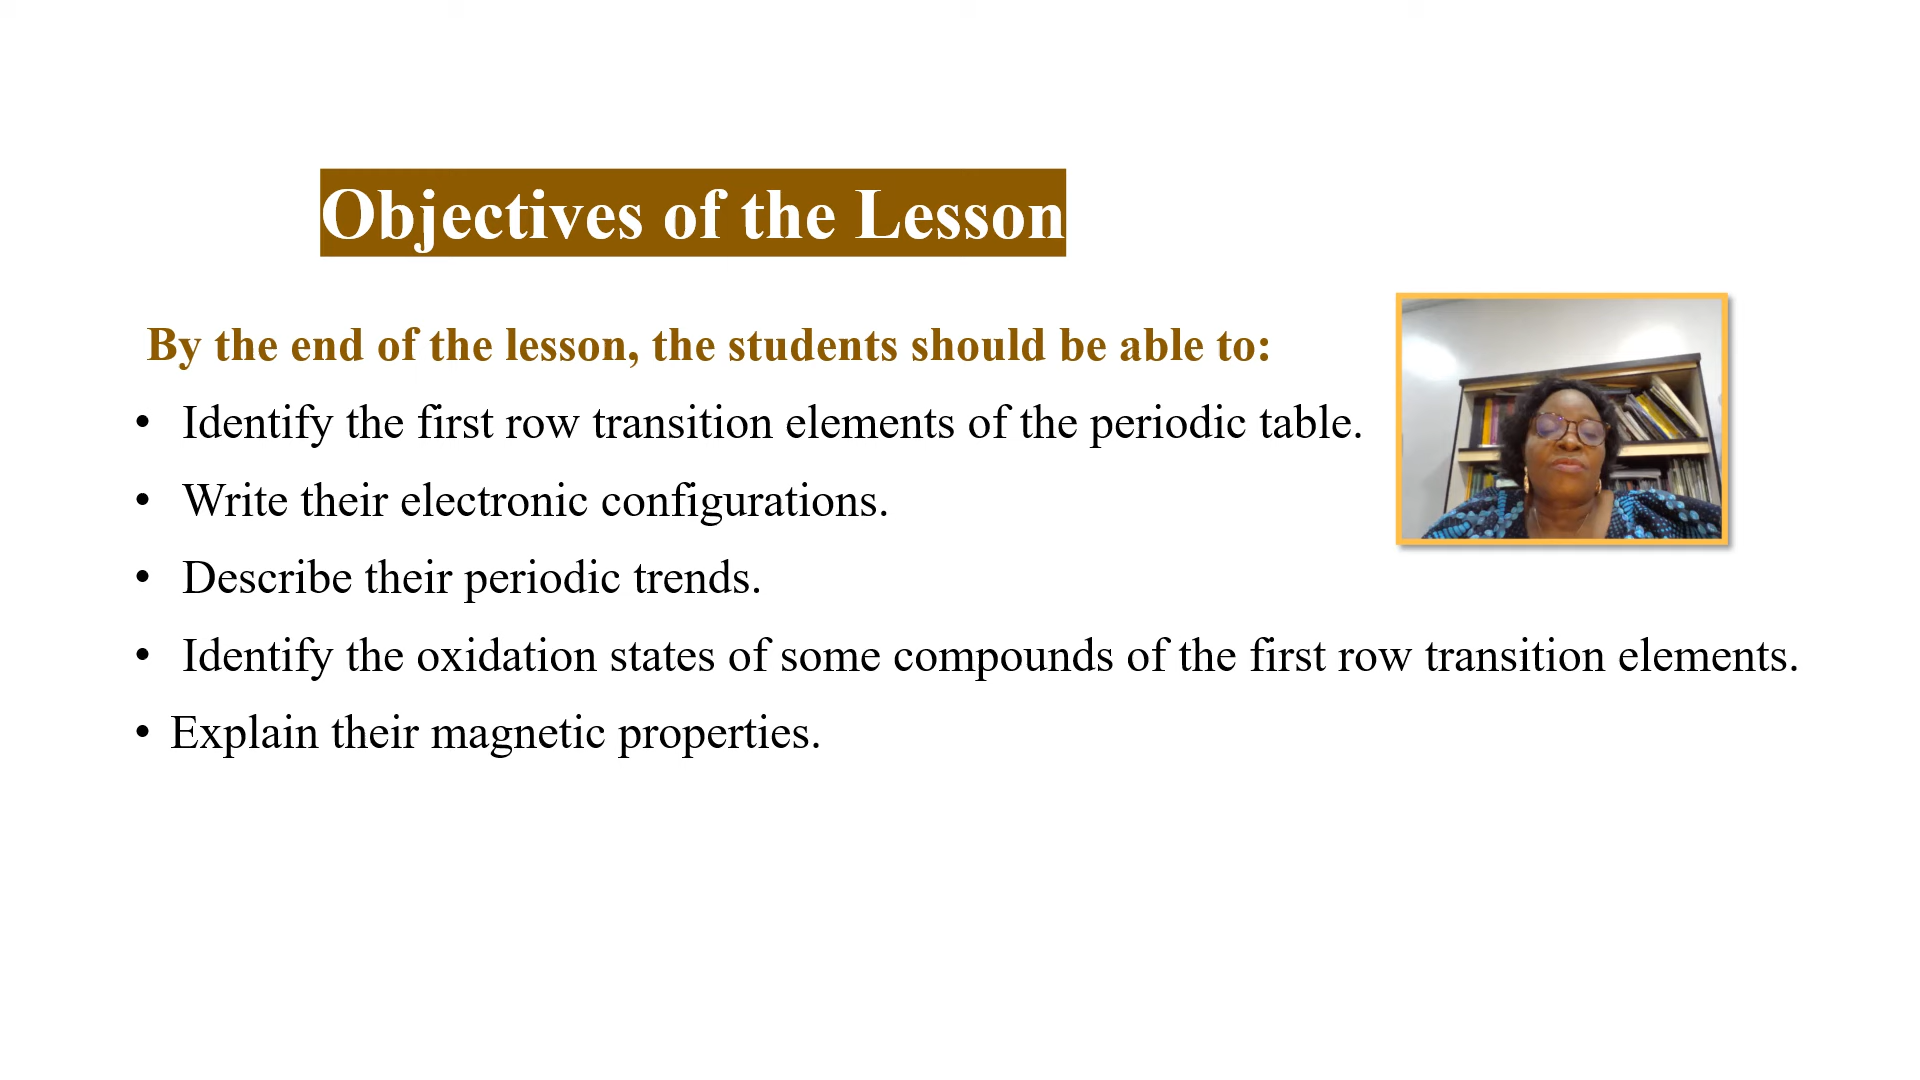 Objectives of the Lesson
By the end of the lesson, the students should be able to:
• Identify the first row transition elements of the periodic table.
• Write their electronic configurations.
• Describe their periodic trends.
• Identify the oxidation states of some compounds of the first row transition elements.
• Explain their magnetic properties.